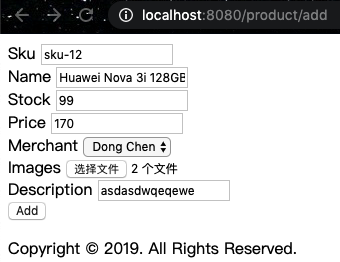 localhost:8080/product/add
Sku sku-12
Name Huawei Nova 3i 128GB
Stock 99
Price 170
Merchant Dong Chen
Images 选择文件 2 个文件
Description asdasdwqeqewe
Add
Copyright © 2019. All Rights Reserved.